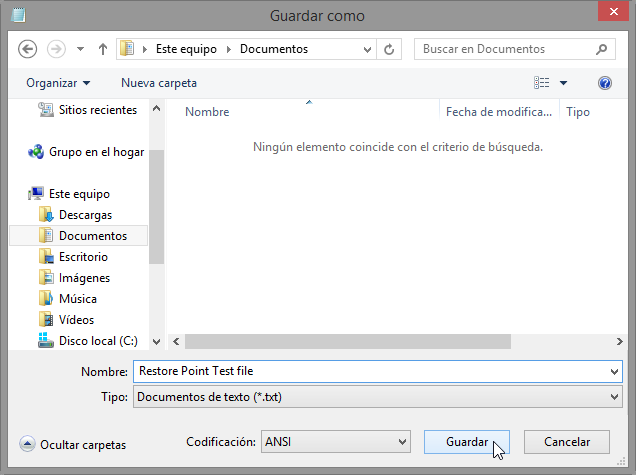 Guardar como
Este equipo Documentos
Buscar en Documentos
Organizar Nueva carpeta
Nombre Fecha de modifica... Tipo
Ningún elemento coincide con el criterio de búsqueda.
Sitios recientes
Grupo en el hogar
Este equipo
Descargas
Documentos
Escritorio
Imágenes
Música
Vídeos
Disco local (C:)
Nombre: Restore Point Test file
Tipo: Documentos de texto (*.txt)
Ocultar carpetas Codificación: ANSI Guardar Cancelar